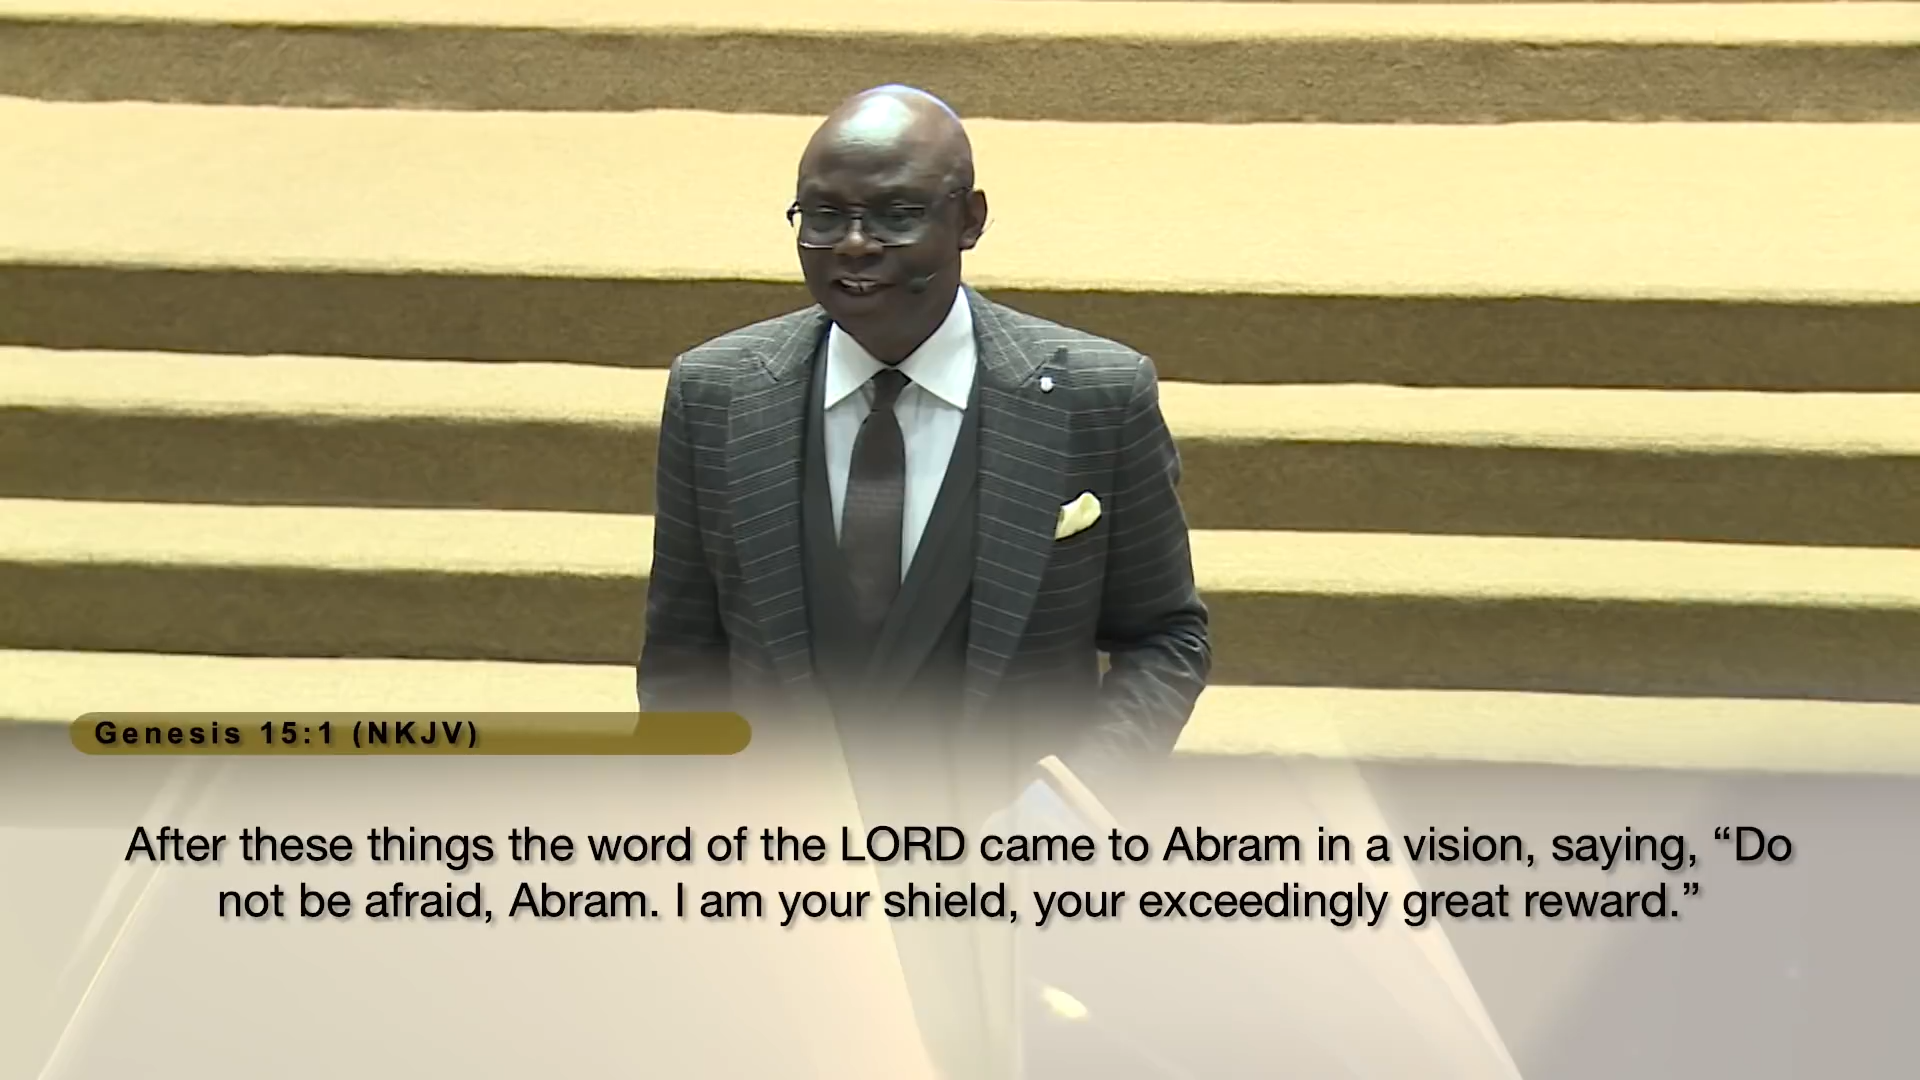 Genesis 15:1 (NKJV)
After these things the word of the LORD came to Abram in a vision, saying, “Do
not be afraid, Abram. I am your shield, your exceedingly great reward.”